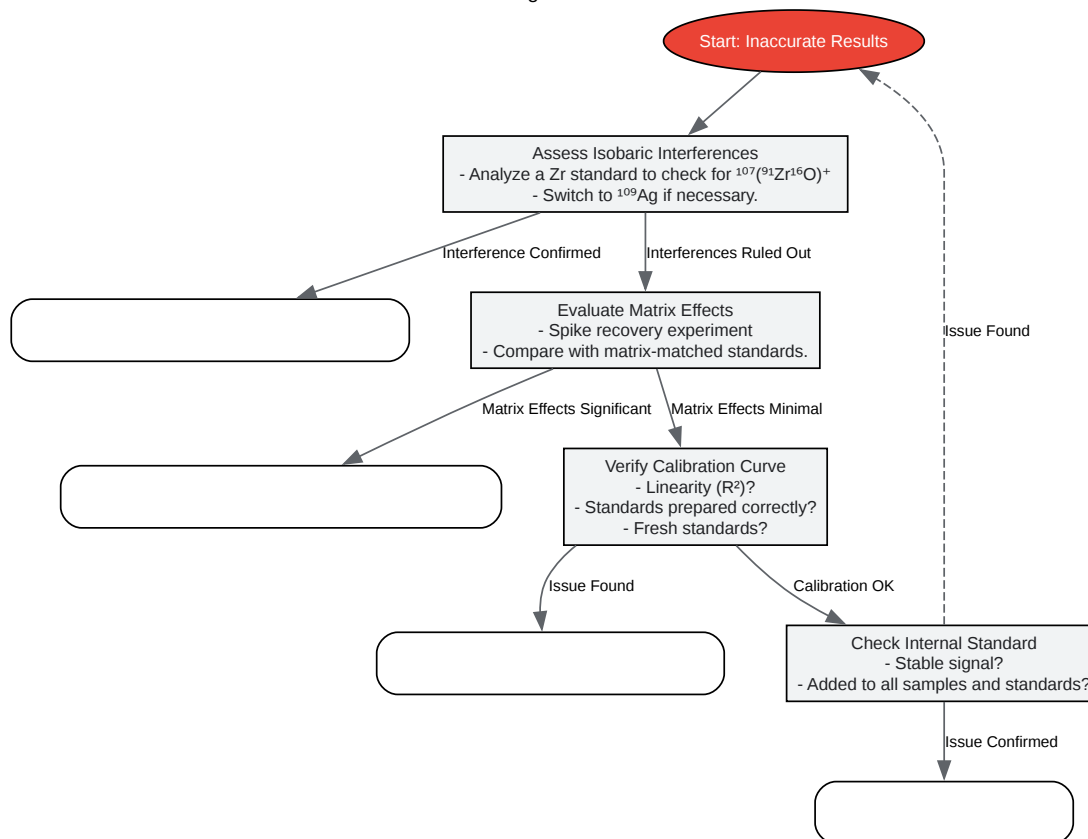 Start: Inaccurate Results
Assess Isobaric Interferences
- Analyze a Zr standard to check for ¹⁰⁷(⁹¹Zr¹⁶O)⁺
- Switch to ¹⁰⁹Ag if necessary.
Interference Confirmed
Interferences Ruled Out
Evaluate Matrix Effects
- Spike recovery experiment
- Compare with matrix-matched standards.
Issue Found
Matrix Effects Significant
Matrix Effects Minimal
Verify Calibration Curve
- Linearity (R²)?
- Standards prepared correctly?
- Fresh standards?
Issue Found
Calibration OK
Check Internal Standard
- Stable signal?
- Added to all samples and standards?
Issue Confirmed